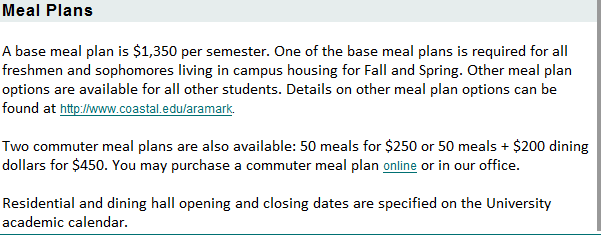 Meal Plans
A base meal plan is $1,350 per semester. One of the base meal plans is required for all
freshmen and sophomores living in campus housing for Fall and Spring. Other meal plan
options are available for all other students. Details on other meal plan options can be
found at http://www.coastal.edu/aramark.
Two commuter meal plans are also available: 50 meals for $250 or 50 meals + $200 dining
dollars for $450. You may purchase a commuter meal plan online or in our office.
Residential and dining hall opening and closing dates are specified on the University
academic calendar.